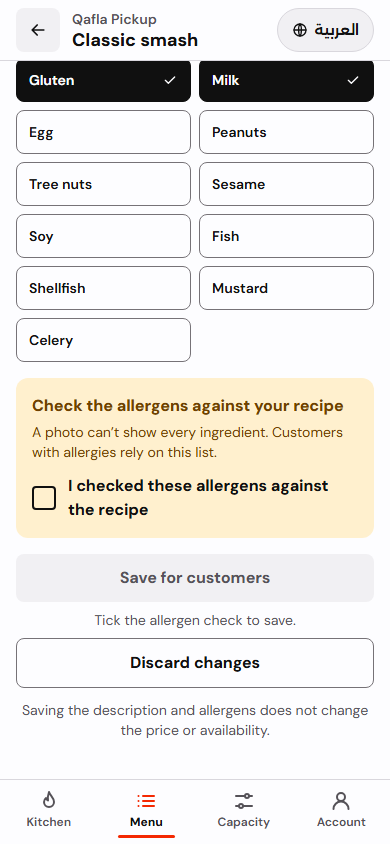 Qafla Pickup
Classic smash
العربية
Gluten
Milk
Egg
Peanuts
Tree nuts
Sesame
Soy
Fish
Shellfish
Mustard
Celery
Check the allergens against your recipe
A photo can't show every ingredient. Customers
with allergies rely on this list.
I checked these allergens against
the recipe
Save for customers
Tick the allergen check to save.
Discard changes
Saving the description and allergens does not change
the price or availability.
Kitchen
Menu
Capacity
Account